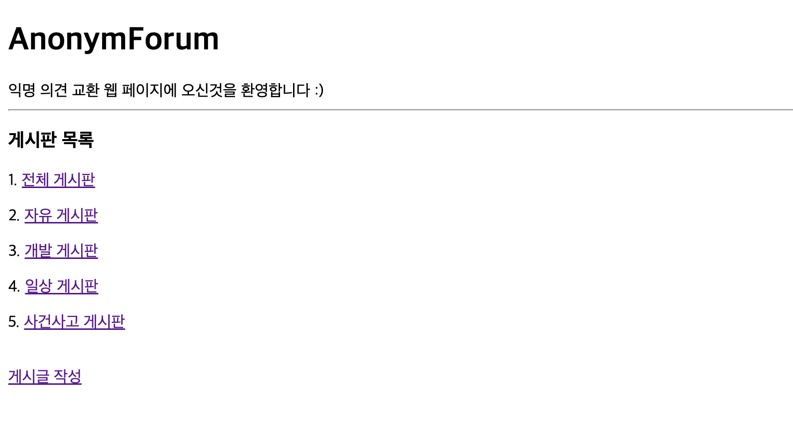 AnonymForum
익명 의견 교환 웹 페이지에 오신것을 환영합니다 :)
게시판 목록
1. 전체 게시판
2. 자유 게시판
3. 개발 게시판
4. 일상 게시판
5. 사건사고 게시판
게시글 작성